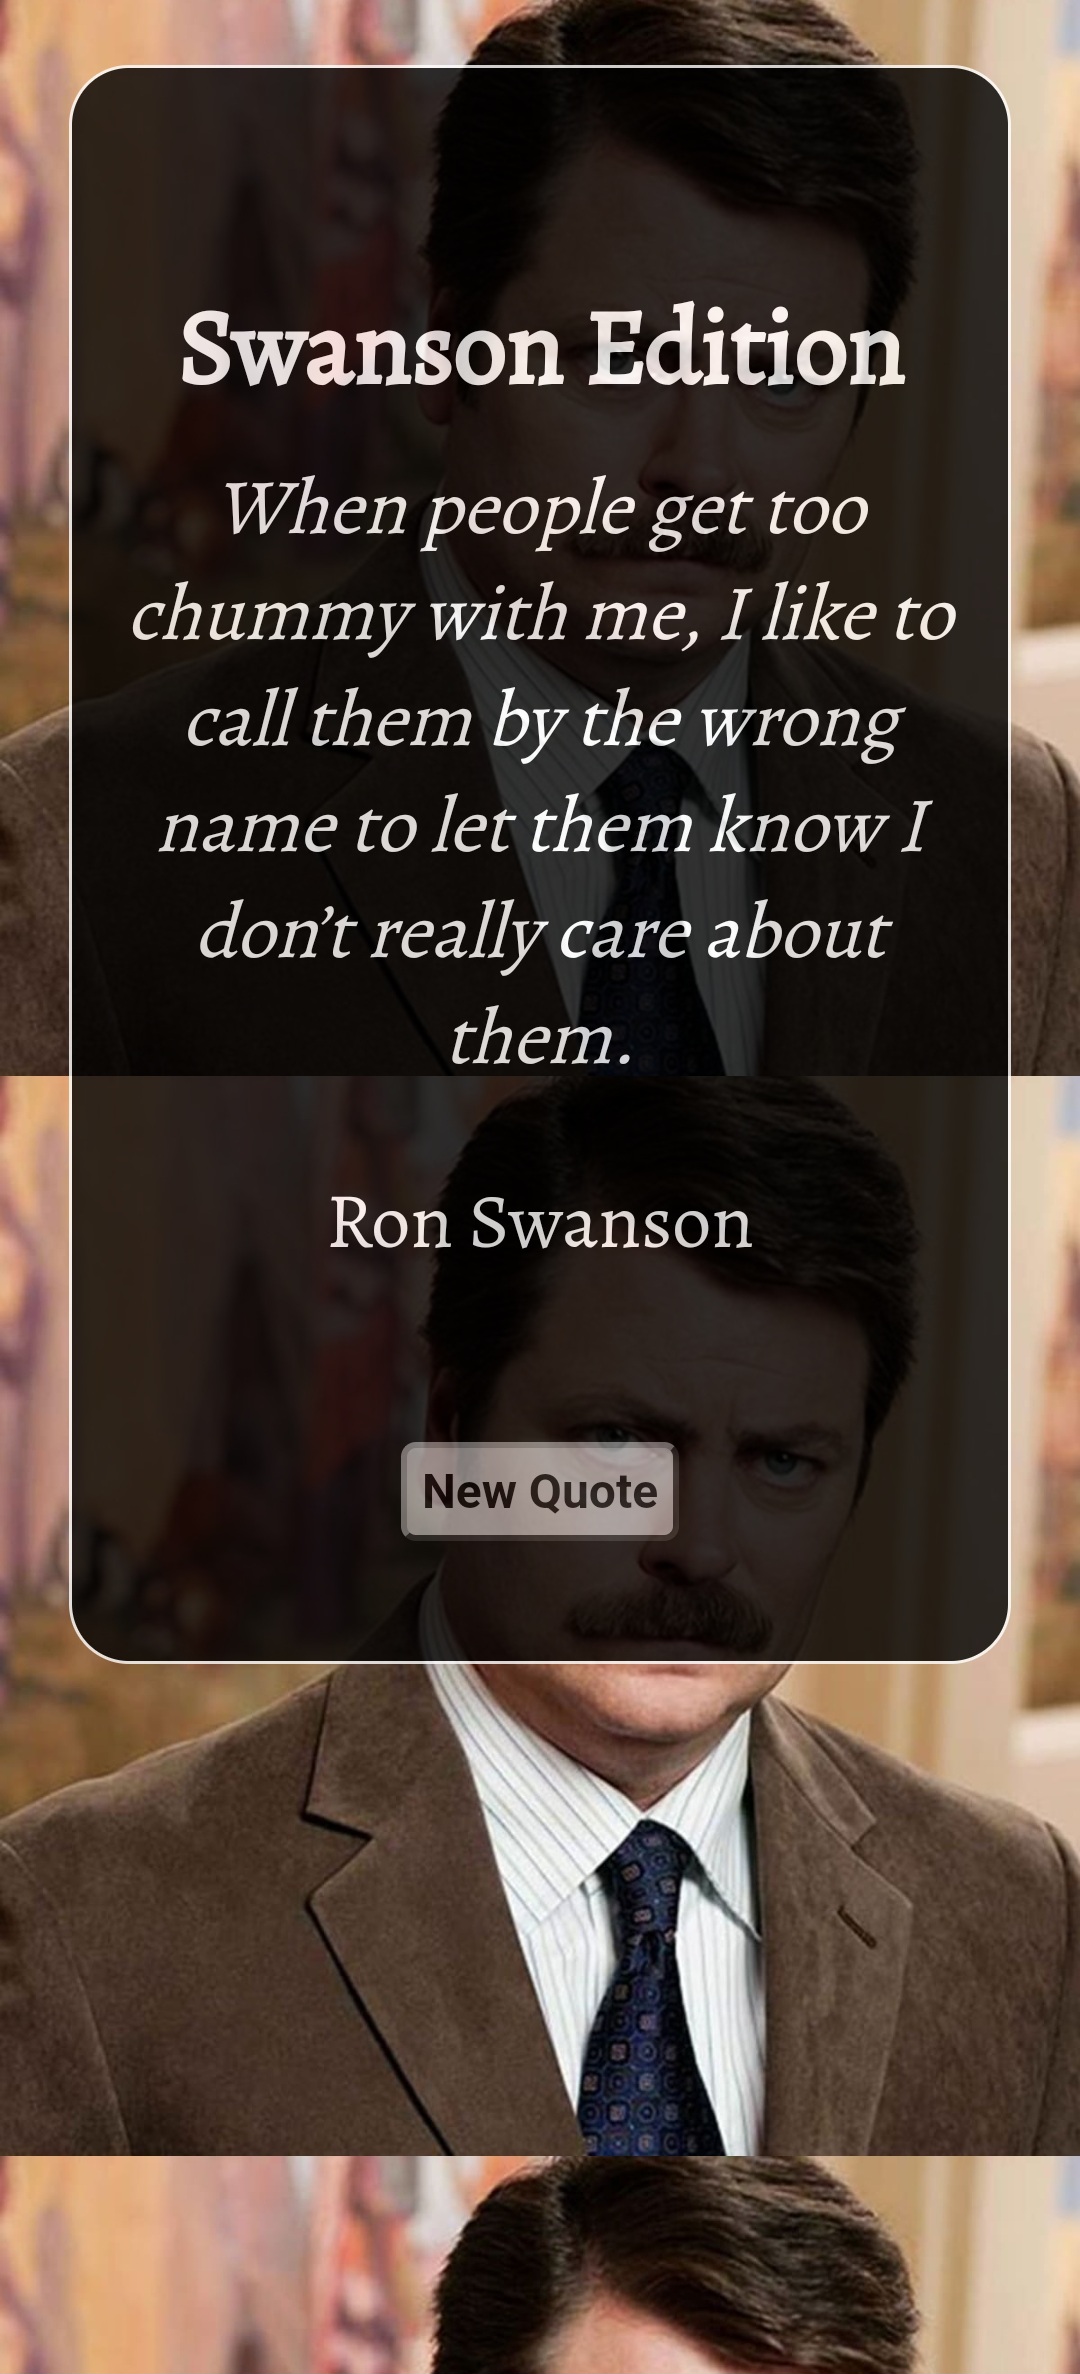 Swanson Edition
When people get too
chummy with me, I like to
call them by the wrong
name to let them know I
don’t really care about
them.
Ron Swanson
New Quote